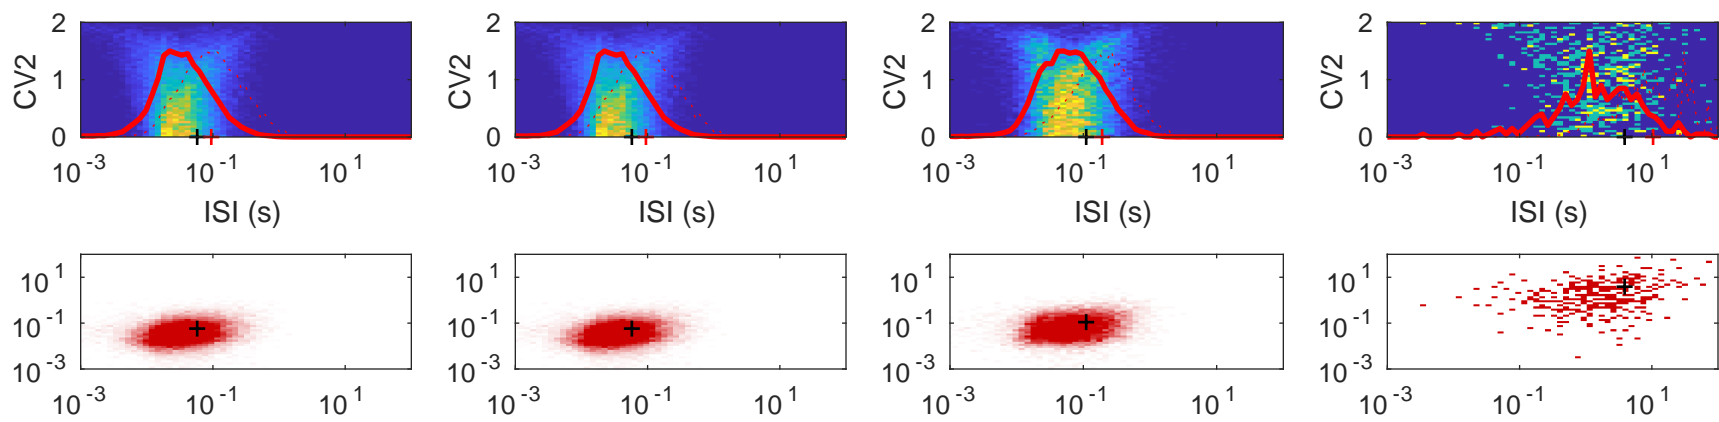 2 2 2 2
CV2 1 CV2 1 CV2 1 CV2 1
0 0 0 0
10^-3 10^-1 10^1 10^-3 10^-1 10^1 10^-3 10^-1 10^1 10^-3 10^-1 10^1
ISI (s) ISI (s) ISI (s) ISI (s)
10^1 10^1 10^1 10^1
10^-1 10^-1 10^-1 10^-1
10^-3 10^-3 10^-3 10^-3
10^-3 10^-1 10^1 10^-3 10^-1 10^1 10^-3 10^-1 10^1 10^-3 10^-1 10^1